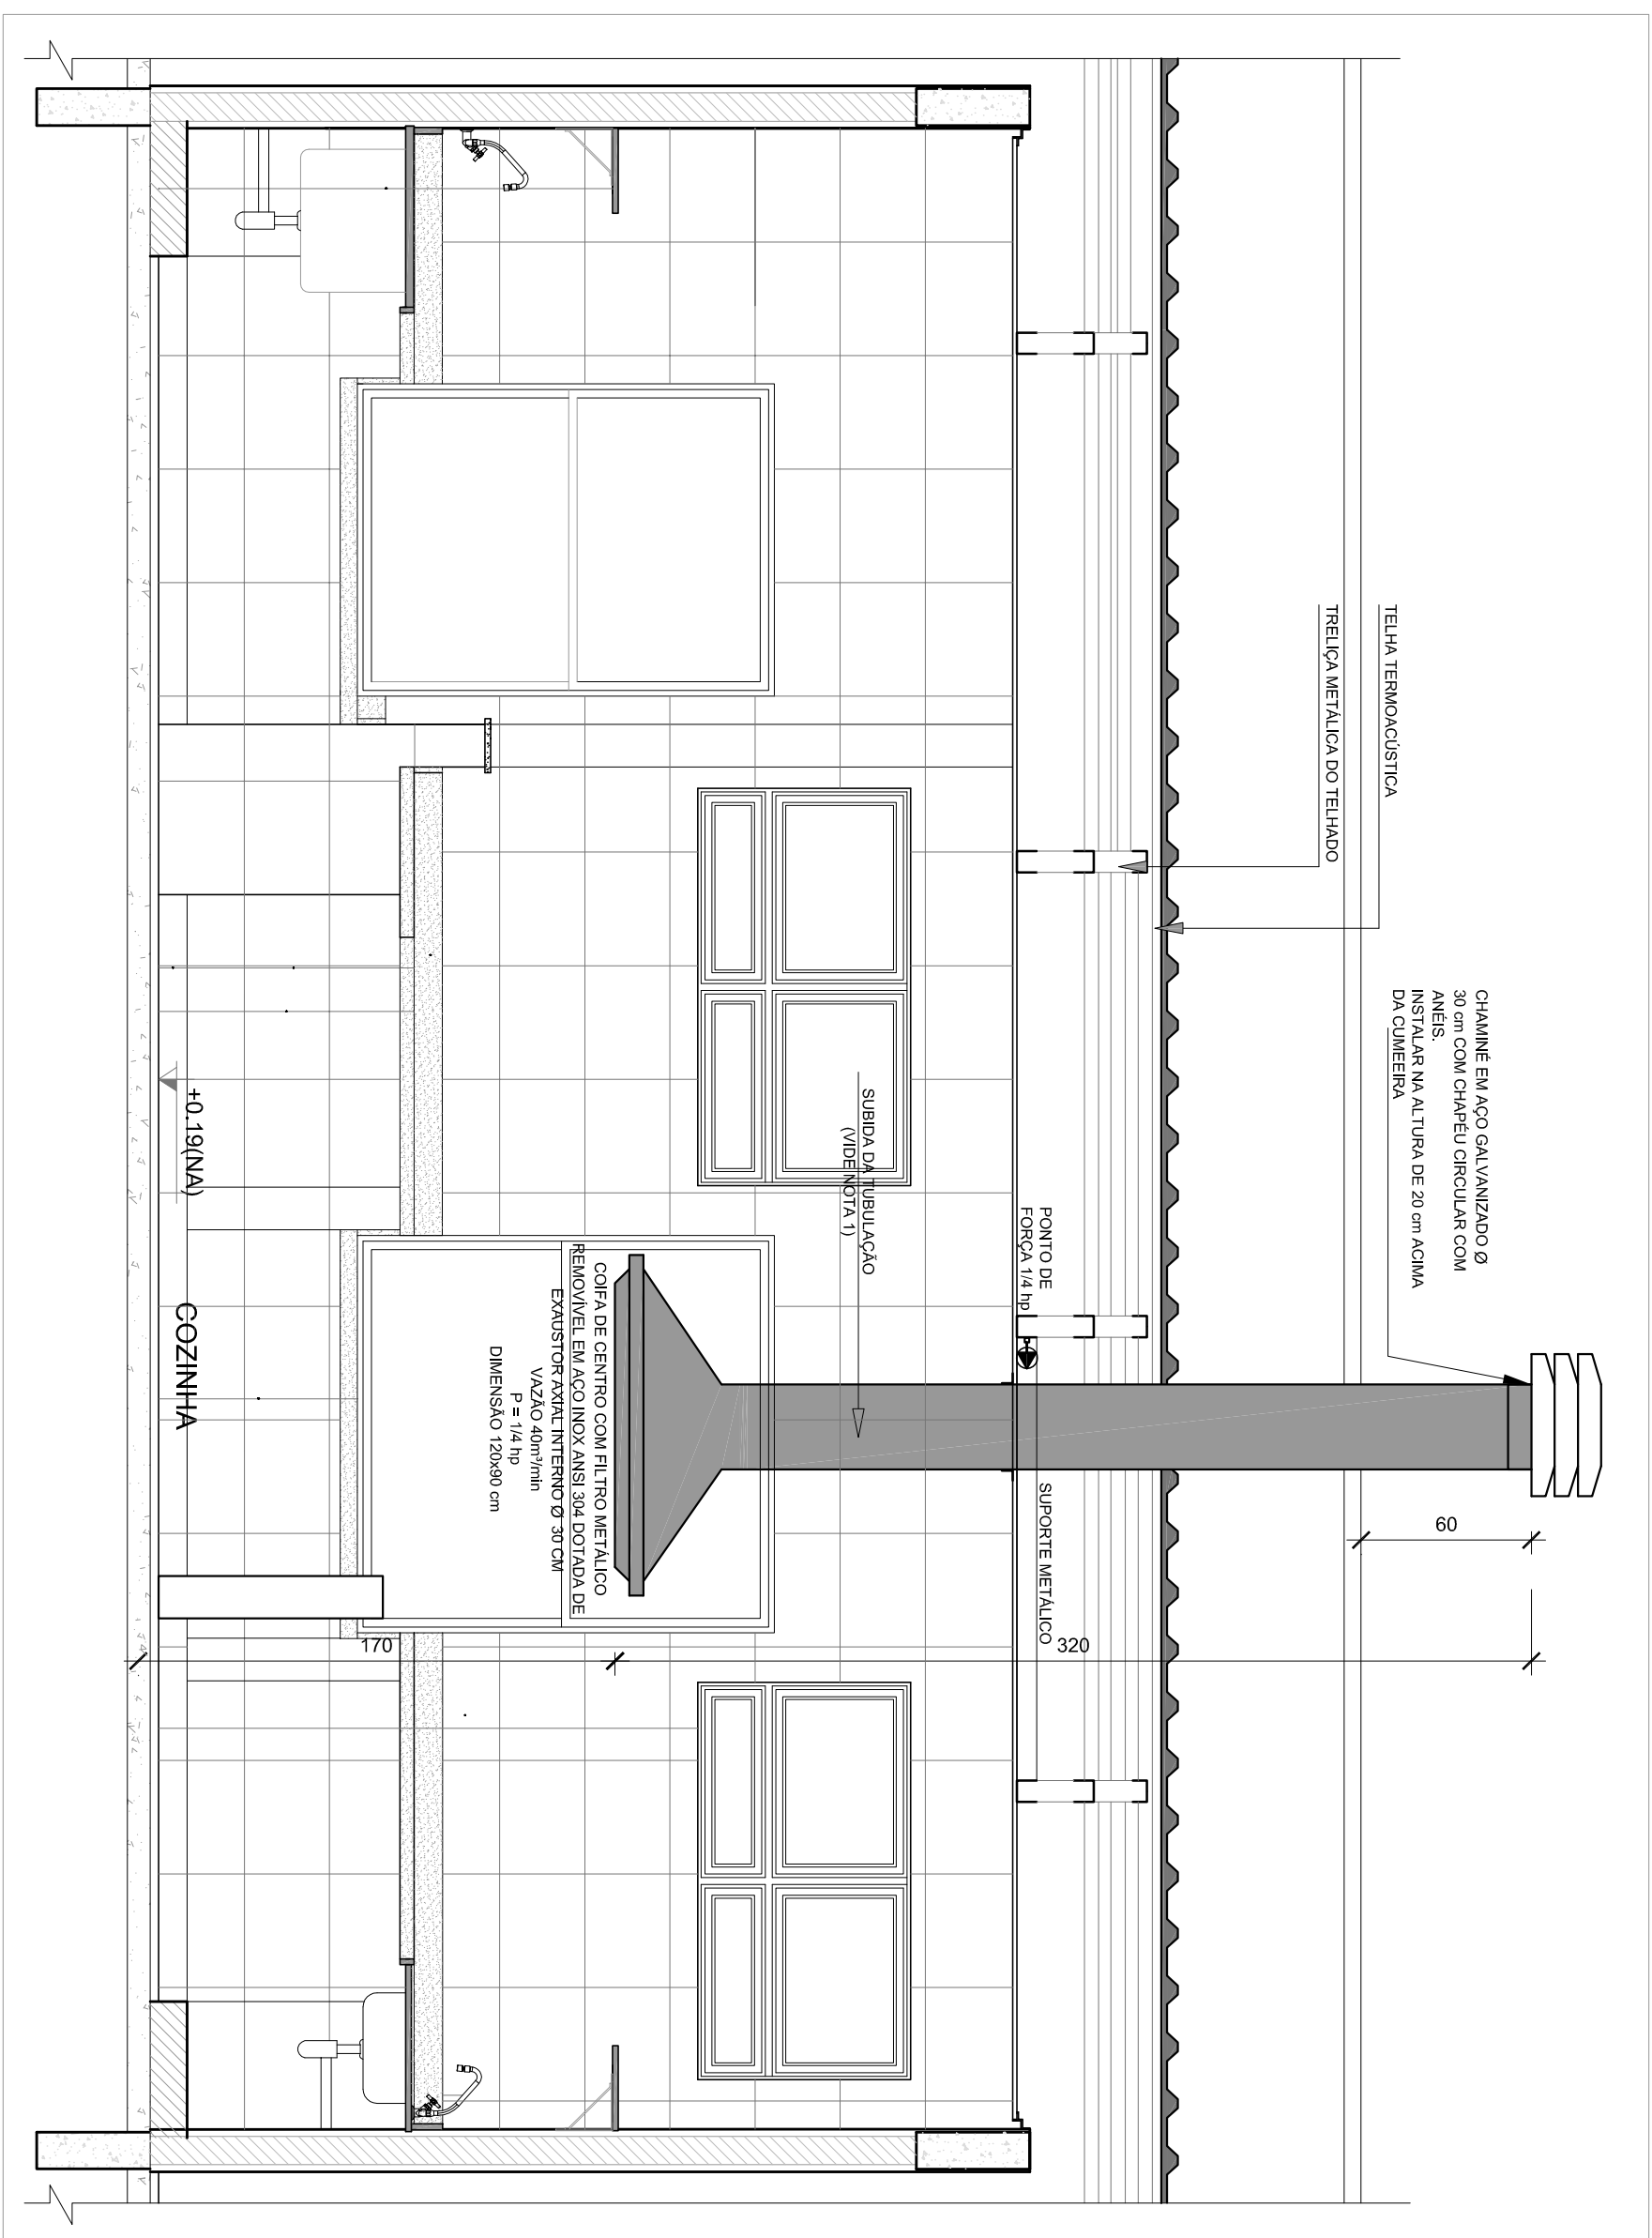 CHAMINÉ EM AÇO GALVANIZADO Ø
30 cm COM CHAPÉU CIRCULAR COM
ANÉIS.
INSTALAR NA ALTURA DE 20 cm ACIMA
DA CUMEEIRA
TELHA TERMOACÚSTICA
TRELIÇA METÁLICA DO TELHADO
60
PONTO DE
FORÇA 1/4 hp
SUPORTE METÁLICO
320
SUBIDA DA TUBULAÇÃO
(VIDE NOTA 1)
COIFA DE CENTRO COM FILTRO METÁLICO
REMOVÍVEL EM AÇO INOX ANSI 304 DOTADA DE
EXAUSTOR AXIAL INTERNO Ø 30 CM
VAZÃO 40m³/min
P = 1/4 hp
DIMENSÃO 120x90 cm
170
+0.19(NA)
COZINHA